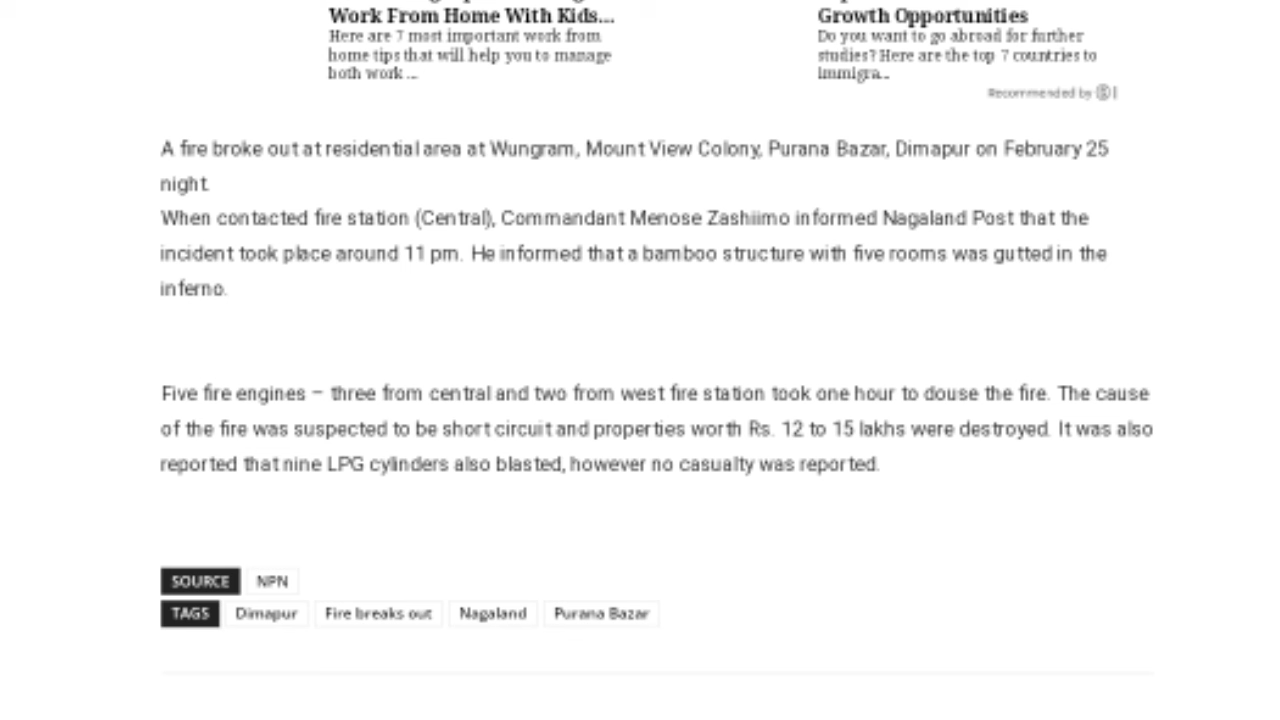 Work From Home With Kids...
Here are 7 most important work from
home tips that will help you to manage
both work ...
Growth Opportunities
Do you want to go abroad for further
studies? Here are the top 7 countries to
immigra...
Recommended by
A fire broke out at residential area at Wungram, Mount View Colony, Purana Bazar, Dimapur on February 25
night.
When contacted fire station (Central), Commandant Menose Zashiimo informed Nagaland Post that the
incident took place around 11 pm. He informed that a bamboo structure with five rooms was gutted in the
inferno.
Five fire engines – three from central and two from west fire station took one hour to douse the fire. The cause
of the fire was suspected to be short circuit and properties worth Rs. 12 to 15 lakhs were destroyed. It was also
reported that nine LPG cylinders also blasted, however no casualty was reported.
SOURCE NPN
TAGS Dimapur Fire breaks out Nagaland Purana Bazar